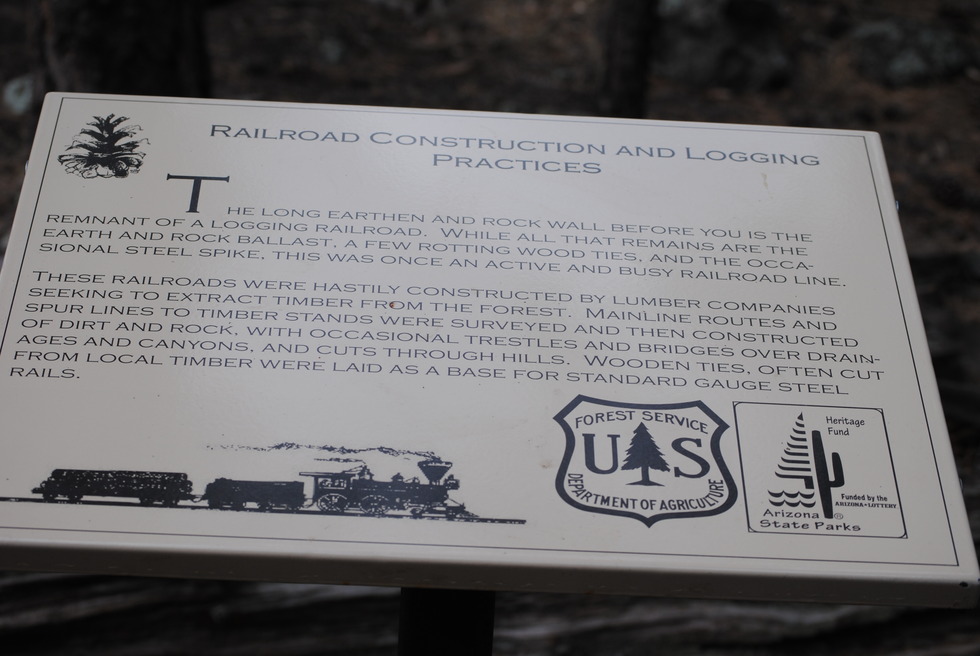 Railroad Construction and Logging
Practices
The long earthen and rock wall before you is the
remnant of a logging railroad. While all that remains are the
earth and rock ballast, a few rotting wood ties, and the occa-
sional steel spike, this was once an active and busy railroad line.
These railroads were hastily constructed by lumber companies
seeking to extract timber from the forest. Mainline routes and
spur lines to timber stands were surveyed and then constructed
of dirt and rock, with occasional trestles and bridges over drain-
ages and canyons, and cuts through hills. Wooden ties, often cut
from local timber were laid as a base for standard gauge steel
rails.
FOREST SERVICE
U S
DEPARTMENT OF AGRICULTURE
Heritage
Fund
Funded by the
ARIZONA•LOTTERY
Arizona ®
State Parks